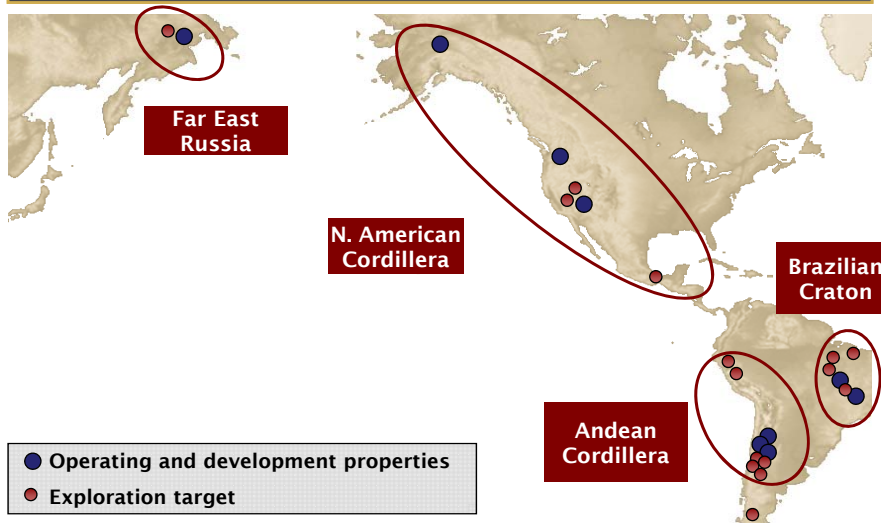 Far East
Russia
N. American
Cordillera
Brazilian
Craton
Andean
Cordillera
Operating and development properties
Exploration target